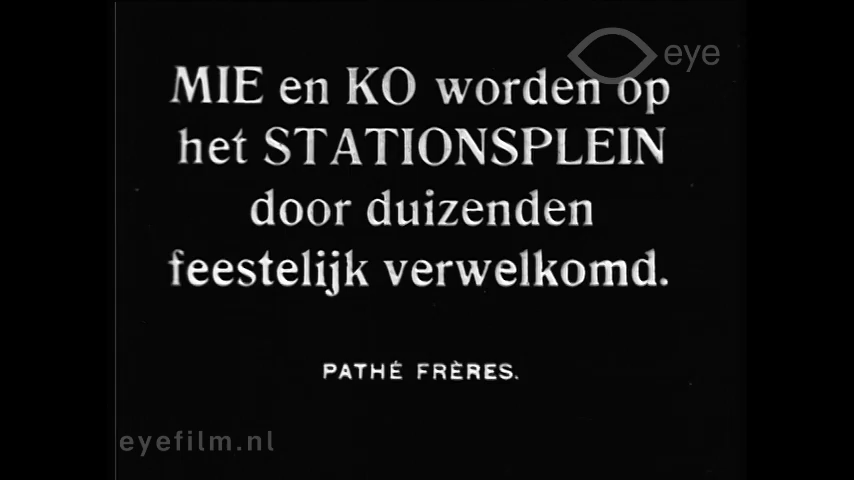 eye
MIE en KO worden op
het STATIONSPLEIN
door duizenden
feestelijk verwelkomd.
PATHÉ FRÈRES.
eyefilm.nl